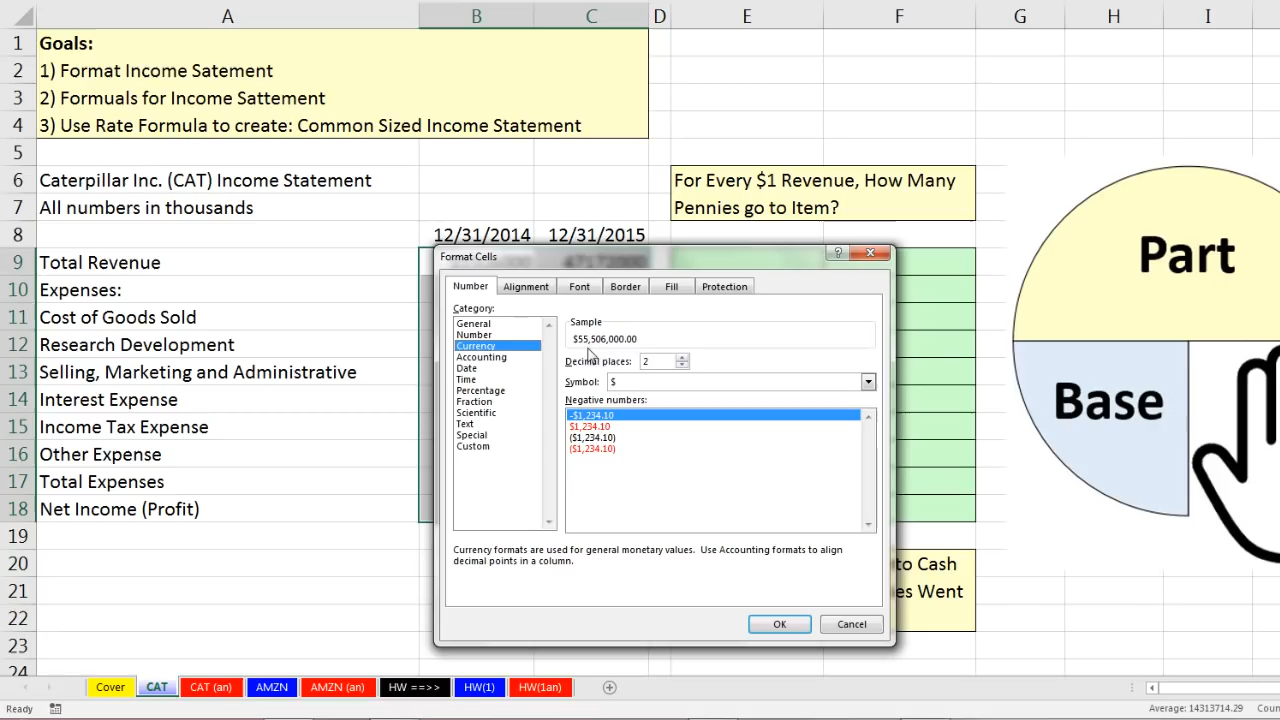 A B C D E F G H I
1 Goals:
2 1) Format Income Satement
3 2) Formuals for Income Sattement
4 3) Use Rate Formula to create: Common Sized Income Statement
5
6 Caterpillar Inc. (CAT) Income Statement For Every $1 Revenue, How Many
7 All numbers in thousands Pennies go to Item?
8 12/31/2014 12/31/2015
9 Total Revenue 47172000
10 Expenses:
11 Cost of Goods Sold
12 Research Development
13 Selling, Marketing and Administrative
14 Interest Expense
15 Income Tax Expense
16 Other Expense
17 Total Expenses
18 Net Income (Profit)
19
20 to Cash
21 es Went
22
23
24
Part
Base
Format Cells
Number Alignment Font Border Fill Protection
Category:
General
Number
Currency
Accounting
Date
Time
Percentage
Fraction
Scientific
Text
Special
Custom
Sample
$55,506,000.00
Decimal places: 2
Symbol: $
Negative numbers:
-$1,234.10
$1,234.10
($1,234.10)
($1,234.10)
Currency formats are used for general monetary values. Use Accounting formats to align
decimal points in a column.
OK Cancel
Cover CAT CAT (an) AMZN AMZN (an) HW ==>> HW(1) HW(1an)
Ready Average: 14313714.29 Coun